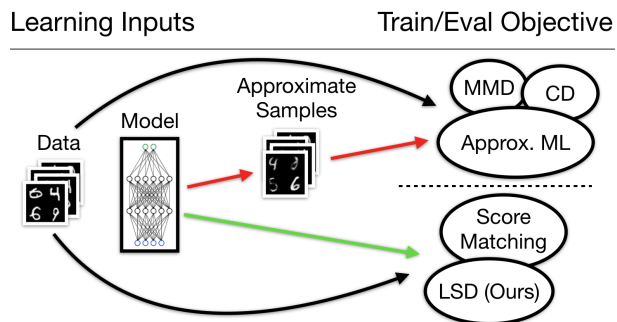 Learning Inputs
Train/Eval Objective
Approximate
Samples
Data
Model
MMD
CD
Approx. ML
Score
Matching
LSD (Ours)